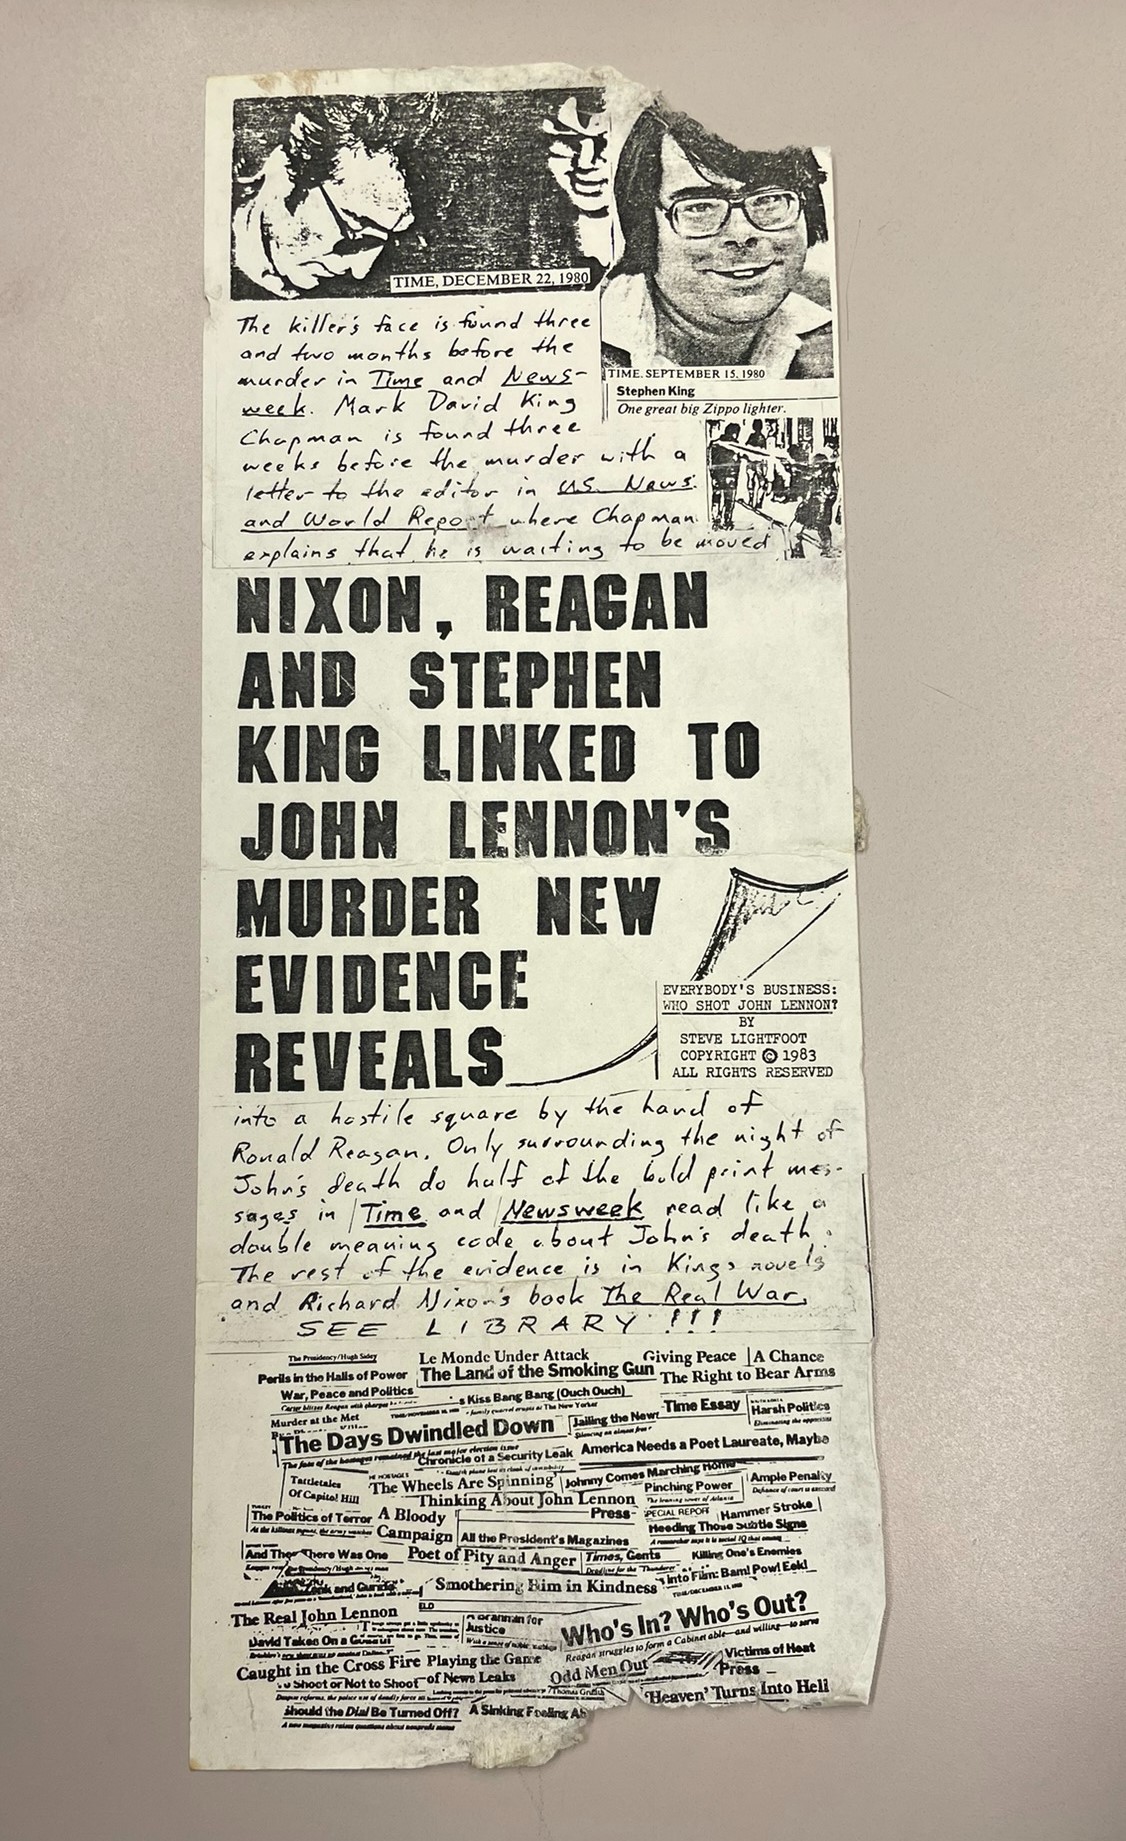 TIME, DECEMBER 22, 1980
TIME, SEPTEMBER 15, 1980
Stephen King
One great big Zippo lighter.
The killer's face is found three
and two months before the
murder in Time and News-
week. Mark David King
Chapman is found three
weeks before the murder with a
letter to the editor in U.S. News
and World Report where Chapman
explains that he is waiting to be moved
NIXON, REAGAN
AND STEPHEN
KING LINKED TO
JOHN LENNON'S
MURDER NEW
EVIDENCE
REVEALS
EVERYBODY'S BUSINESS:
WHO SHOT JOHN LENNON?
BY
STEVE LIGHTFOOT
COPYRIGHT © 1983
ALL RIGHTS RESERVED
into a hostile square by the hand of
Ronald Reagan. Only surrounding the night of
John's death do half of the bold print mes-
sages in Time and Newsweek read like a
double meaning code about John's death.
The rest of the evidence is in Kings novels
and Richard Nixon's book The Real War.
SEE LIBRARY !!!
The Presidency/Hugh Sidey
Le Monde Under Attack
Giving Peace A Chance
Perils in the Halls of Power
The Land of the Smoking Gun
The Right to Bear Arms
War, Peace and Politics
s Kiss Bang Bang (Ouch Ouch)
Time Essay
Harsh Politics
Murder at the Met
Jailing the News
The Days Dwindled Down
Chronicle of a Security Leak
America Needs a Poet Laureate, Maybe
Tattletales
Of Capitol Hill
The Wheels Are Spinning
Johnny Comes Marching Home
Pinching Power
Ample Penalty
Thinking About John Lennon
The Politics of Terror
A Bloody
Campaign
Press
SPECIAL REPORT
Hammer Stroke
All the President's Magazines
Heeding Those Subtle Signs
And Then There Was One
Poet of Pity and Anger
Times, Gents
Killing One's Enemies
Smothering Him in Kindness
s Into Film: Bam! Pow! Eek!
The Real John Lennon
Justice
Who's In? Who's Out?
Reagan struggles to form a Cabinet able—and willing—to serve
David Takes On a
Caught in the Cross Fire
Playing the Game
of News Leaks
Odd Men Out
Victims of Heat
Press
To Shoot or Not to Shoot
'Heaven' Turns Into Hell
Should the Dial Be Turned Off?
A Sinking Feeling Ab
A new magazine raises questions about nonprofit status